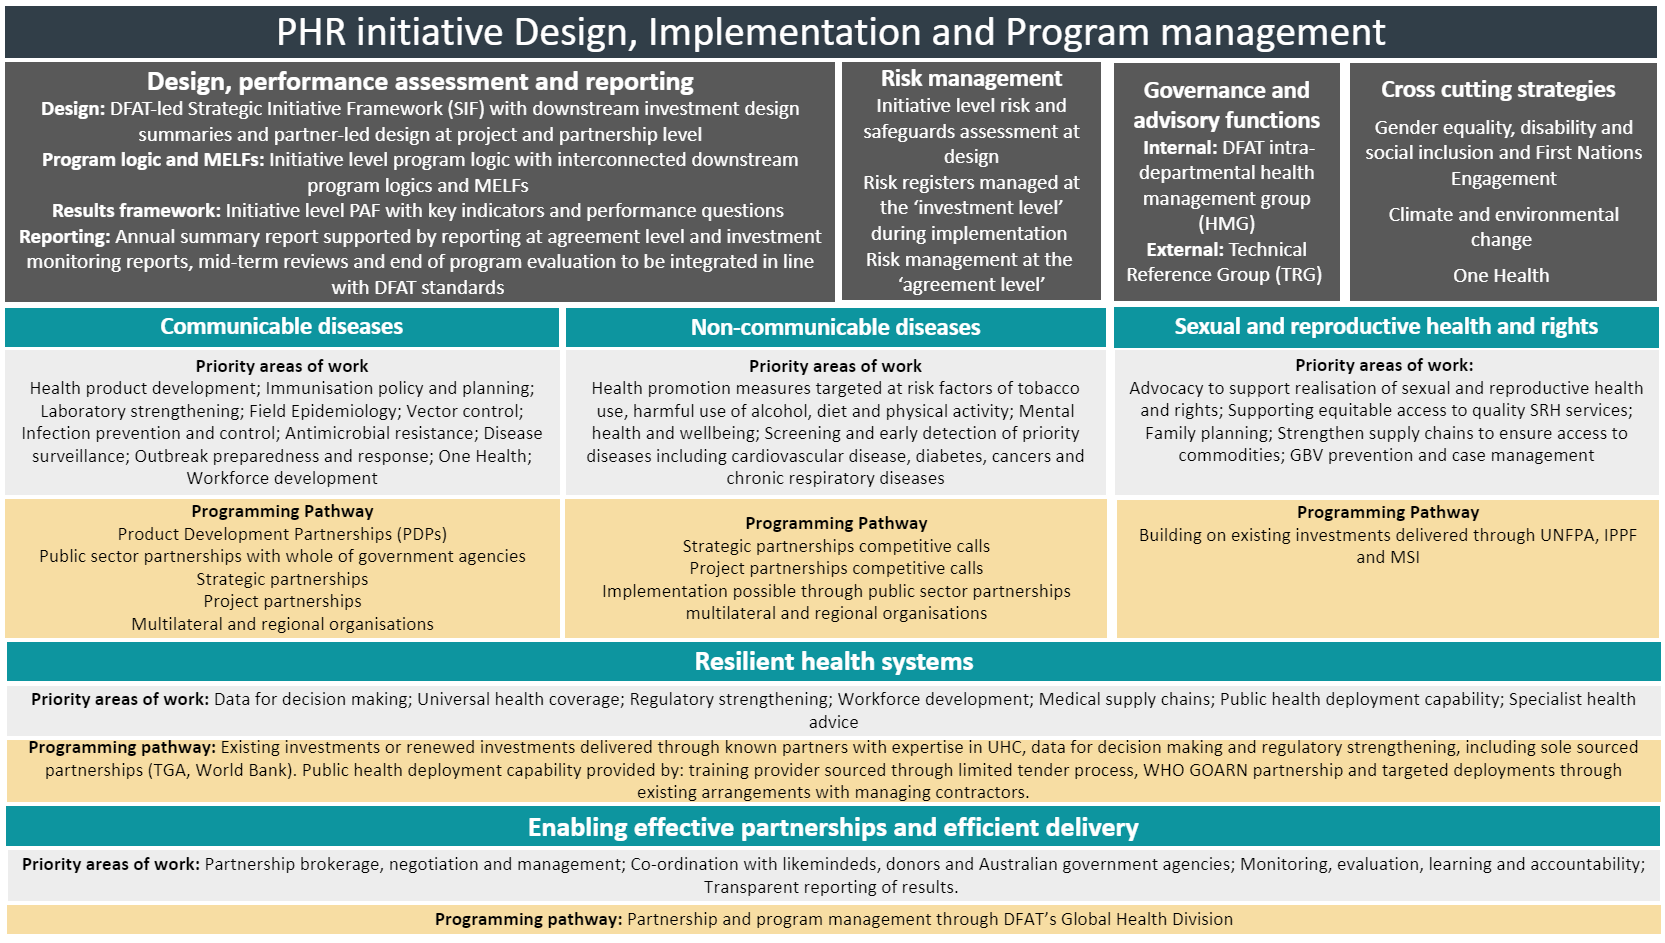 PHR initiative Design, Implementation and Program management
Design, performance assessment and reporting
Design: DFAT-led Strategic Initiative Framework (SIF) with downstream investment design
summaries and partner-led design at project and partnership level
Program logic and MELFs: Initiative level program logic with interconnected downstream
program logics and MELFs
Results framework: Initiative level PAF with key indicators and performance questions
Reporting: Annual summary report supported by reporting at agreement level and investment
monitoring reports, mid-term reviews and end of program evaluation to be integrated in line
with DFAT standards
Risk management
Initiative level risk and
safeguards assessment at
design
Risk registers managed at
the ‘investment level’
during implementation
Risk management at the
‘agreement level’
Governance and
advisory functions
Internal: DFAT intra-
departmental health
management group
(HMG)
External: Technical
Reference Group (TRG)
Cross cutting strategies
Gender equality, disability and
social inclusion and First Nations
Engagement
Climate and environmental
change
One Health
Communicable diseases
Priority areas of work
Health product development; Immunisation policy and planning;
Laboratory strengthening; Field Epidemiology; Vector control;
Infection prevention and control; Antimicrobial resistance; Disease
surveillance; Outbreak preparedness and response; One Health;
Workforce development
Programming Pathway
Product Development Partnerships (PDPs)
Public sector partnerships with whole of government agencies
Strategic partnerships
Project partnerships
Multilateral and regional organisations
Non-communicable diseases
Priority areas of work
Health promotion measures targeted at risk factors of tobacco
use, harmful use of alcohol, diet and physical activity; Mental
health and wellbeing; Screening and early detection of priority
diseases including cardiovascular disease, diabetes, cancers and
chronic respiratory diseases
Programming Pathway
Strategic partnerships competitive calls
Project partnerships competitive calls
Implementation possible through public sector partnerships
multilateral and regional organisations
Sexual and reproductive health and rights
Priority areas of work:
Advocacy to support realisation of sexual and reproductive health
and rights; Supporting equitable access to quality SRH services;
Family planning; Strengthen supply chains to ensure access to
commodities; GBV prevention and case management
Programming Pathway
Building on existing investments delivered through UNFPA, IPPF
and MSI
Resilient health systems
Priority areas of work: Data for decision making; Universal health coverage; Regulatory strengthening; Workforce development; Medical supply chains; Public health deployment capability; Specialist health
advice
Programming pathway: Existing investments or renewed investments delivered through known partners with expertise in UHC, data for decision making and regulatory strengthening, including sole sourced
partnerships (TGA, World Bank). Public health deployment capability provided by: training provider sourced through limited tender process, WHO GOARN partnership and targeted deployments through
existing arrangements with managing contractors.
Enabling effective partnerships and efficient delivery
Priority areas of work: Partnership brokerage, negotiation and management; Co-ordination with likemindeds, donors and Australian government agencies; Monitoring, evaluation, learning and accountability;
Transparent reporting of results.
Programming pathway: Partnership and program management through DFAT’s Global Health Division